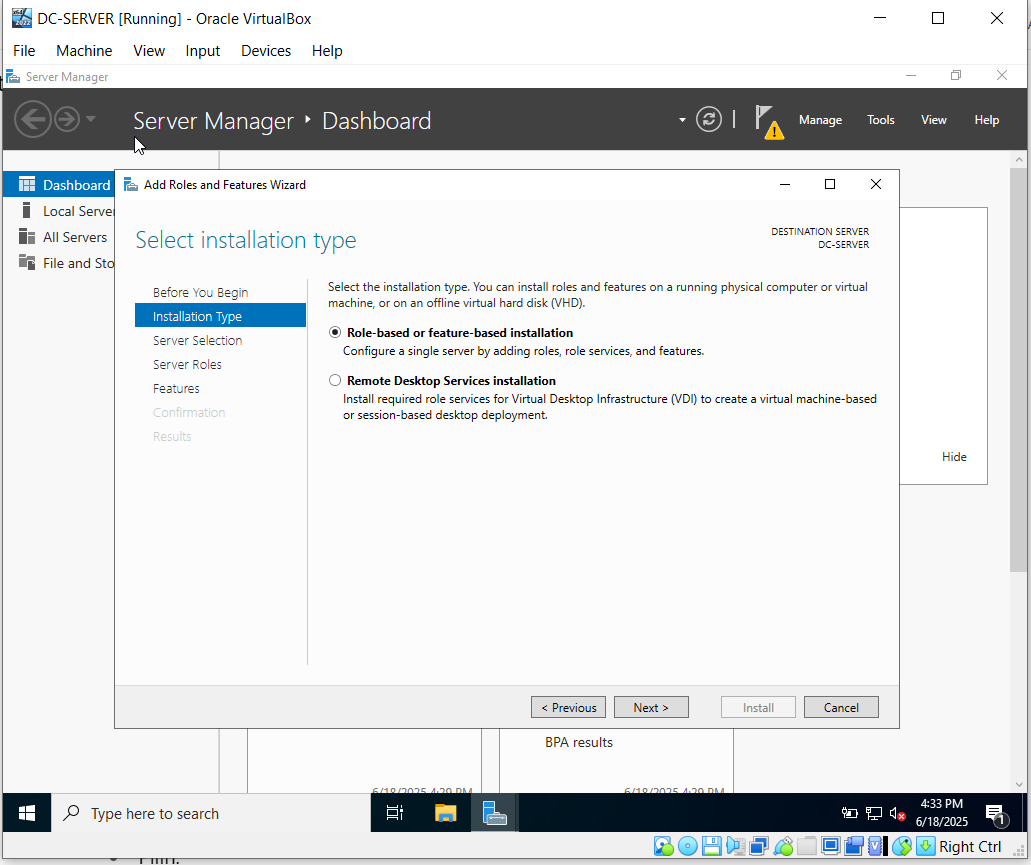 DC-SERVER [Running] - Oracle VirtualBox
File Machine View Input Devices Help
Server Manager
Server Manager Dashboard
Manage Tools View Help
Dashboard
Local Server
All Servers
File and Sto
Add Roles and Features Wizard
Select installation type
DESTINATION SERVER
DC-SERVER
Before You Begin
Installation Type
Server Selection
Server Roles
Features
Confirmation
Results
Select the installation type. You can install roles and features on a running physical computer or virtual
machine, or on an offline virtual hard disk (VHD).
Role-based or feature-based installation
Configure a single server by adding roles, role services, and features.
Remote Desktop Services installation
Install required role services for Virtual Desktop Infrastructure (VDI) to create a virtual machine-based
or session-based desktop deployment.
Hide
< Previous Next > Install Cancel
BPA results
6/18/2025 4:29 PM 6/18/2025 4:29 PM
Type here to search
4:33 PM
6/18/2025
1
Right Ctrl